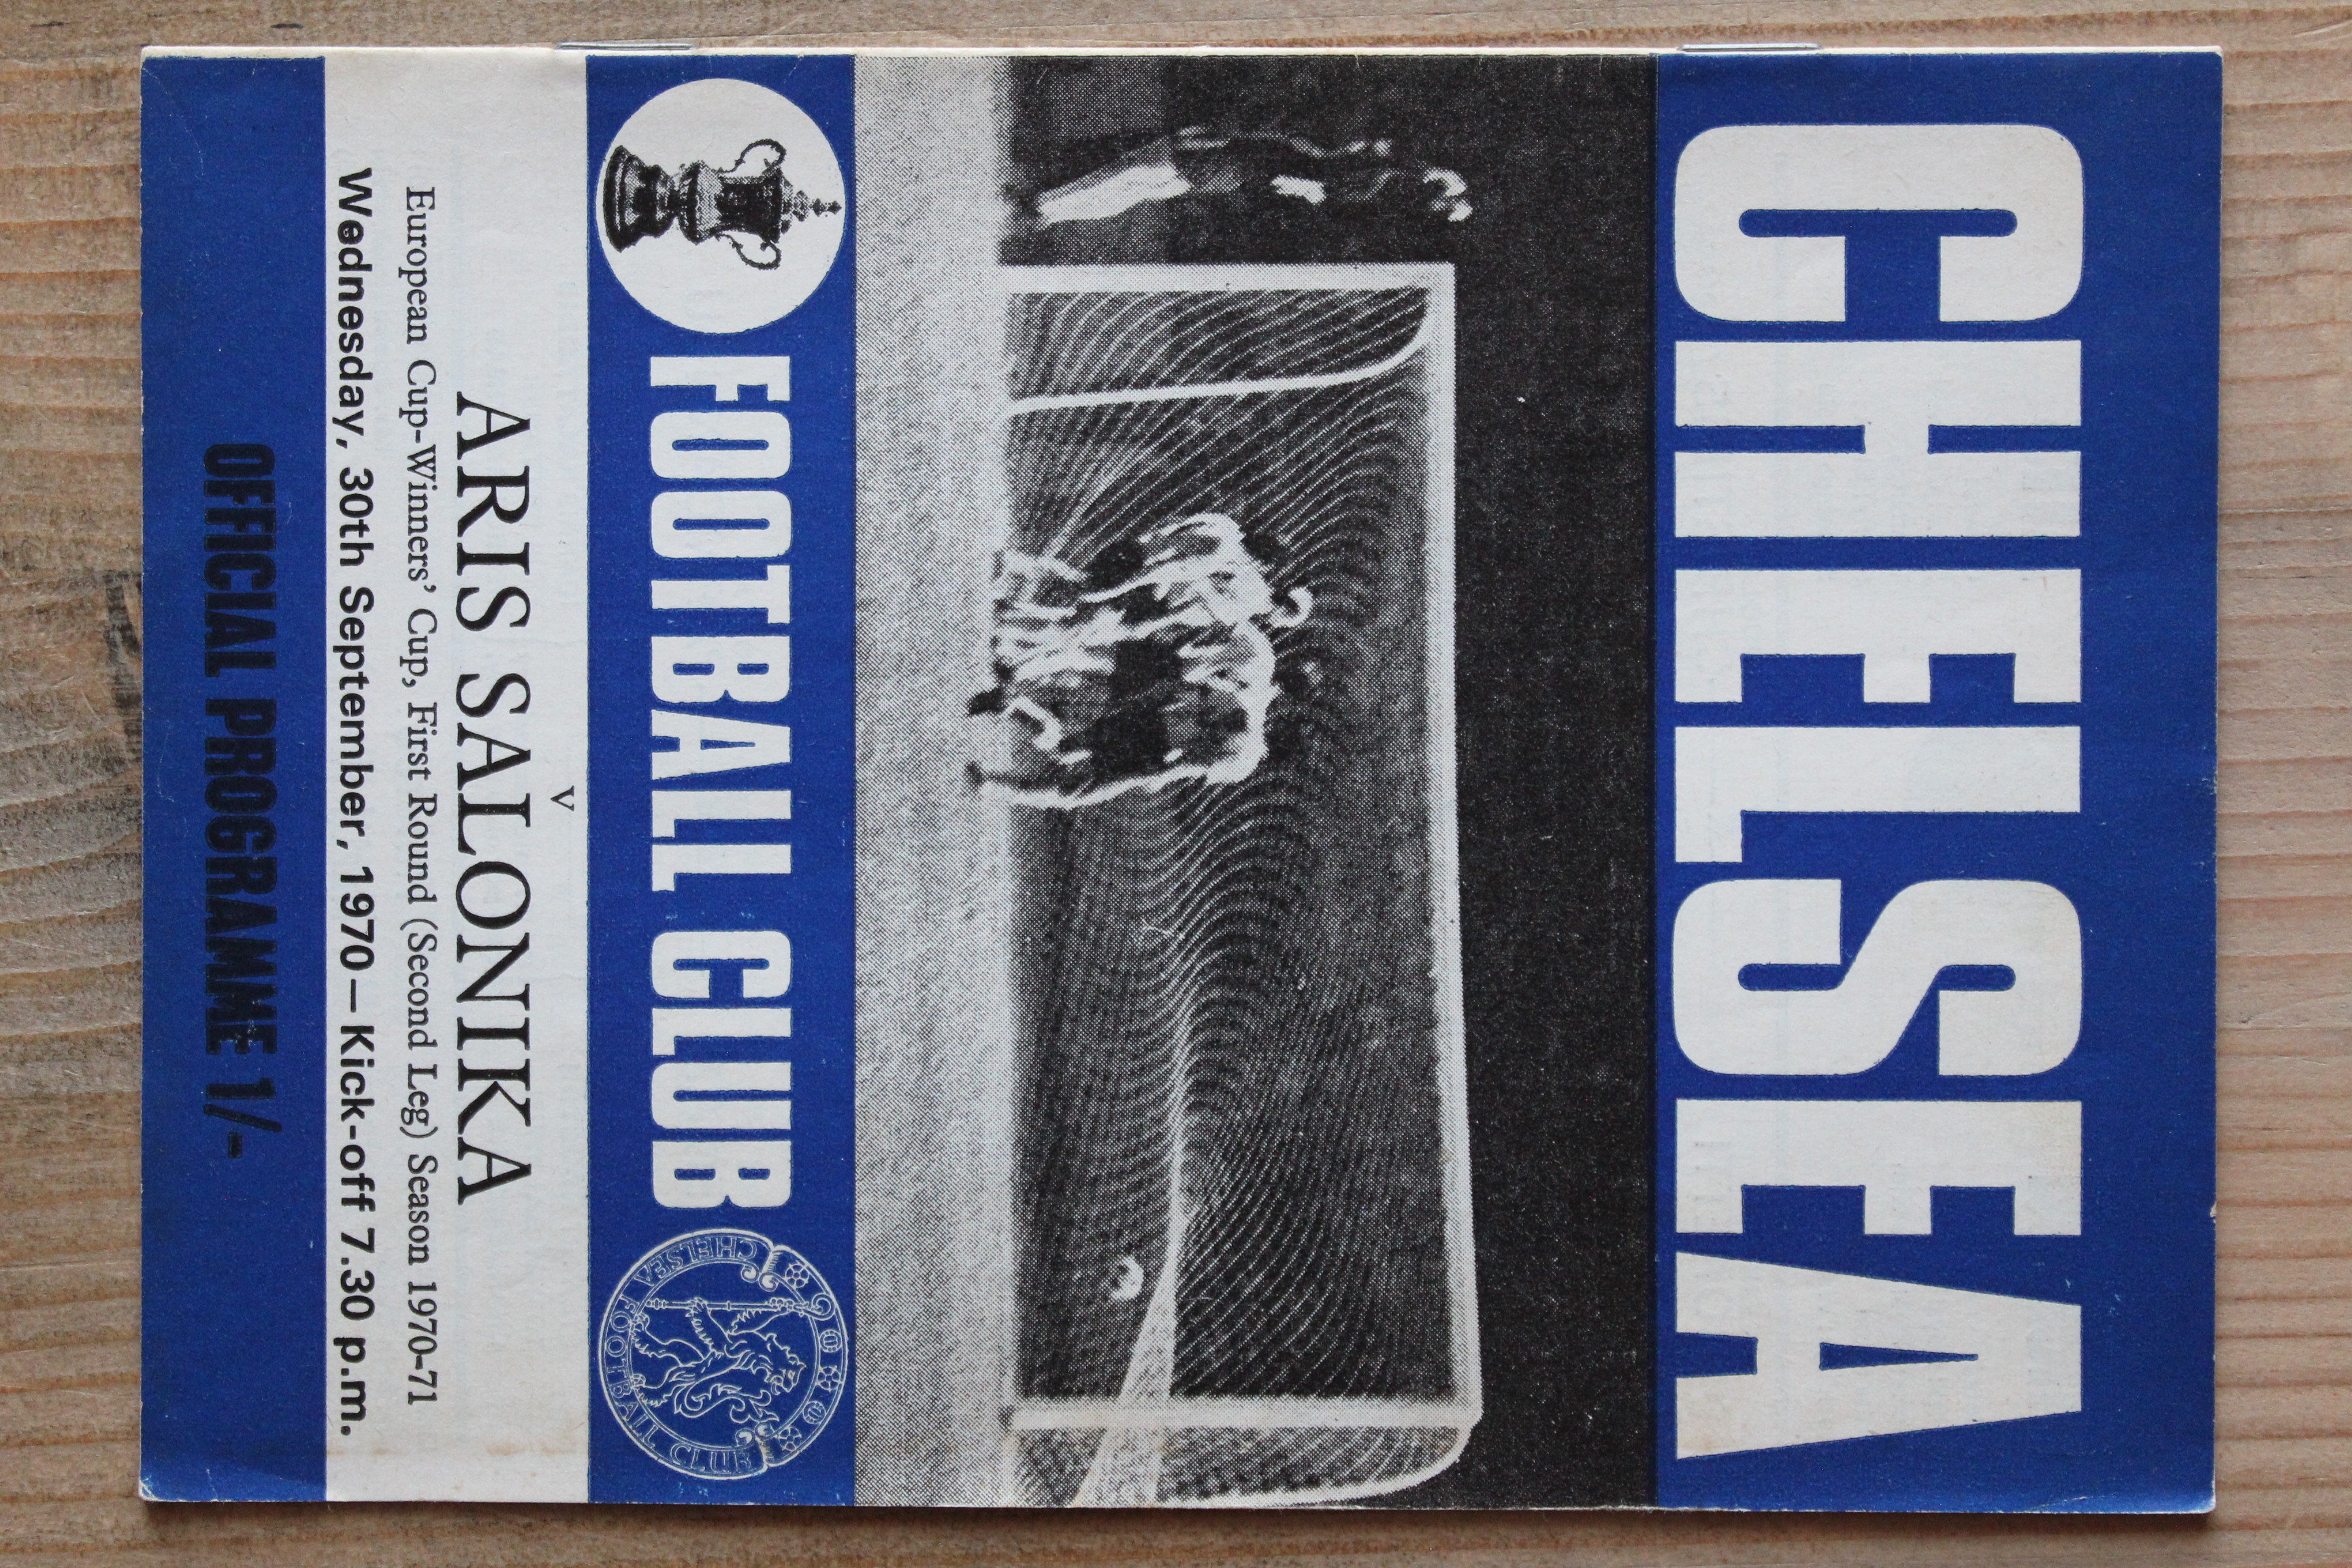 CHELSEA
FOOTBALL CLUB
CHELSEA FOOTBALL CLUB
v
ARIS SALONIKA
European Cup-Winners' Cup, First Round (Second Leg) Season 1970-71
Wednesday, 30th September, 1970—Kick-off 7.30 p.m.
OFFICIAL PROGRAMME 1/-